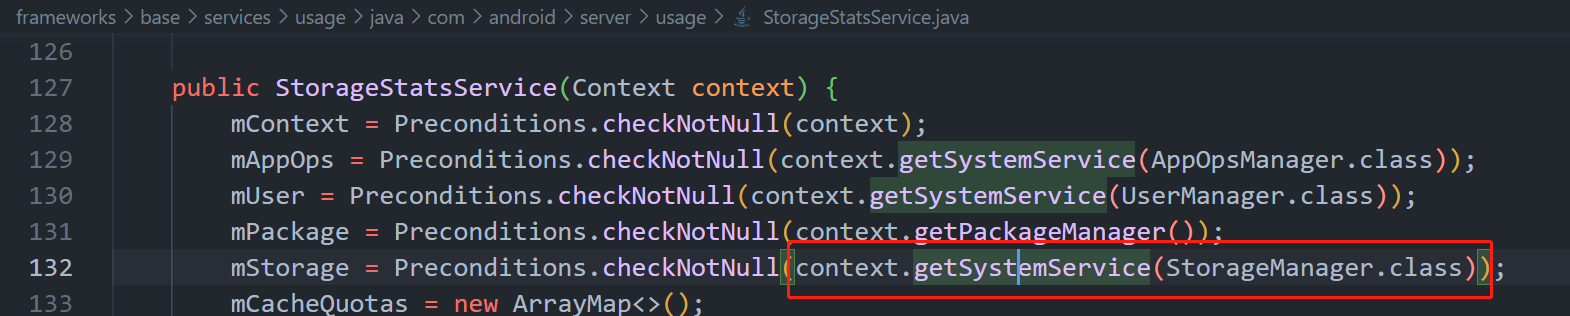 frameworks > base > services > usage > java > com > android > server > usage > StorageStatsService.java
126
127 public StorageStatsService(Context context) {
128 mContext = Preconditions.checkNotNull(context);
129 mAppOps = Preconditions.checkNotNull(context.getSystemService(AppOpsManager.class));
130 mUser = Preconditions.checkNotNull(context.getSystemService(UserManager.class));
131 mPackage = Preconditions.checkNotNull(context.getPackageManager());
132 mStorage = Preconditions.checkNotNull(context.getSystemService(StorageManager.class));
133 mCacheQuotas = new ArrayMap<>();